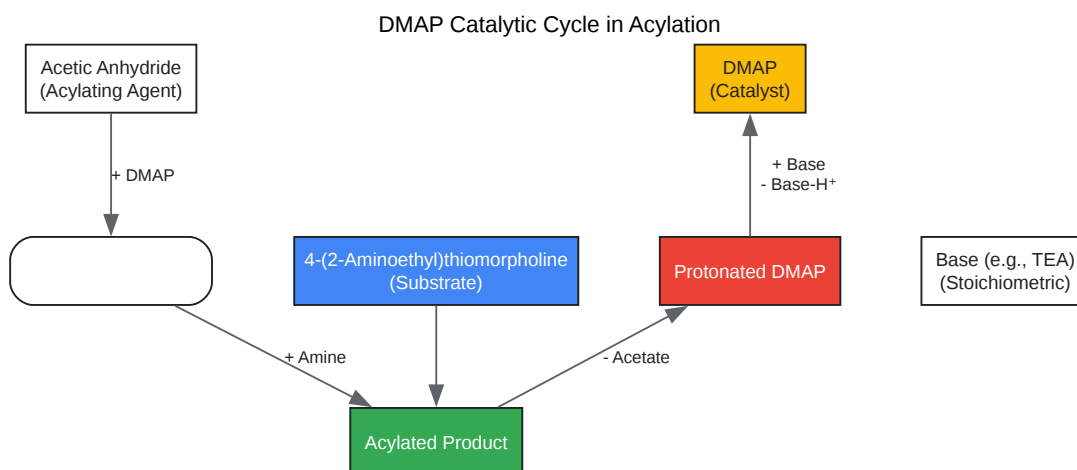 DMAP Catalytic Cycle in Acylation
Acetic Anhydride
(Acylating Agent)
DMAP
(Catalyst)
+ DMAP
+ Base
- Base-H⁺
4-(2-Aminoethyl)thiomorpholine
(Substrate)
Protonated DMAP
Base (e.g., TEA)
(Stoichiometric)
+ Amine
- Acetate
Acylated Product